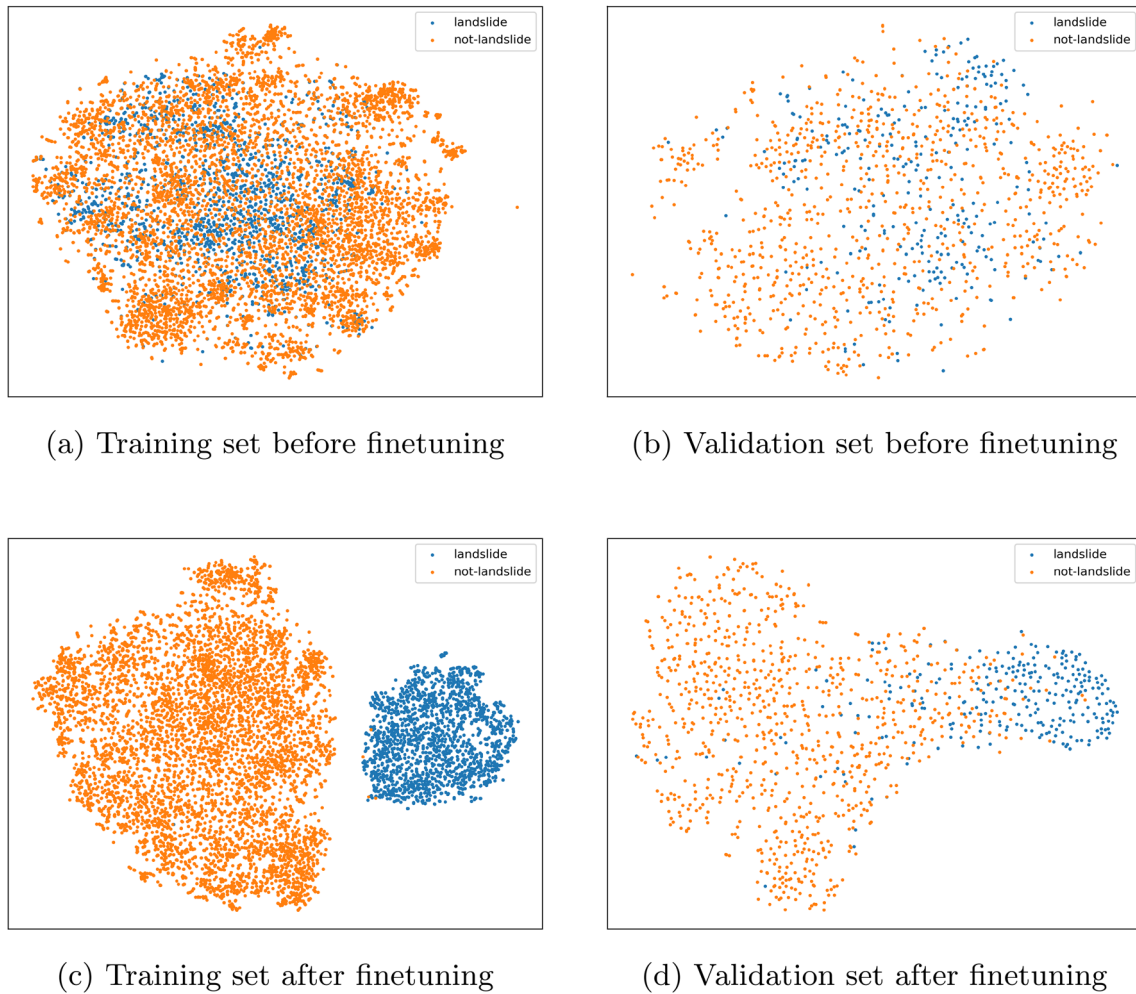 landslide
not-landslide
landslide
not-landslide
(a) Training set before finetuning
(b) Validation set before finetuning
landslide
not-landslide
landslide
not-landslide
(c) Training set after finetuning
(d) Validation set after finetuning